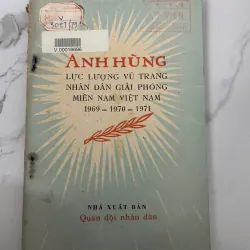 V 00018690
ANH HÙNG
LỰC LƯỢNG VŨ TRANG
NHÂN DÂN GIẢI PHÓNG
MIỀN NAM VIỆT NAM
1969 – 1970 – 1971
NHÀ XUẤT BẢN
Quân đội nhân dân